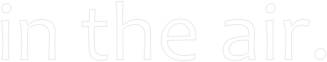 in the air.